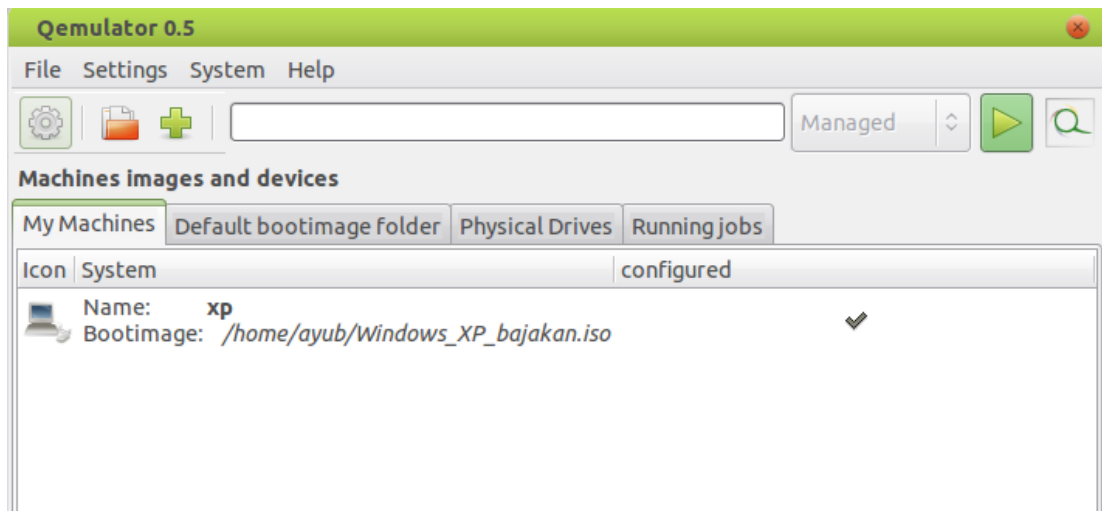 Qemulator 0.5
File Settings System Help
Managed
Machines images and devices
My Machines Default bootimage folder Physical Drives Running jobs
Icon System configured
Name: xp
Bootimage: /home/ayub/Windows_XP_bajakan.iso